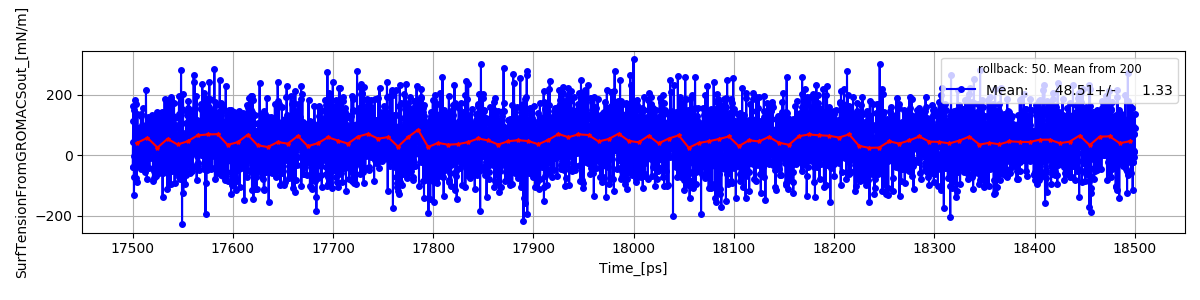 SurfTensionFromGROMACSout_[mN/m]
200
0
−200
rollback: 50. Mean from 200
Mean: 48.51+/- 1.33
17500 17600 17700 17800 17900 18000 18100 18200 18300 18400 18500
Time_[ps]